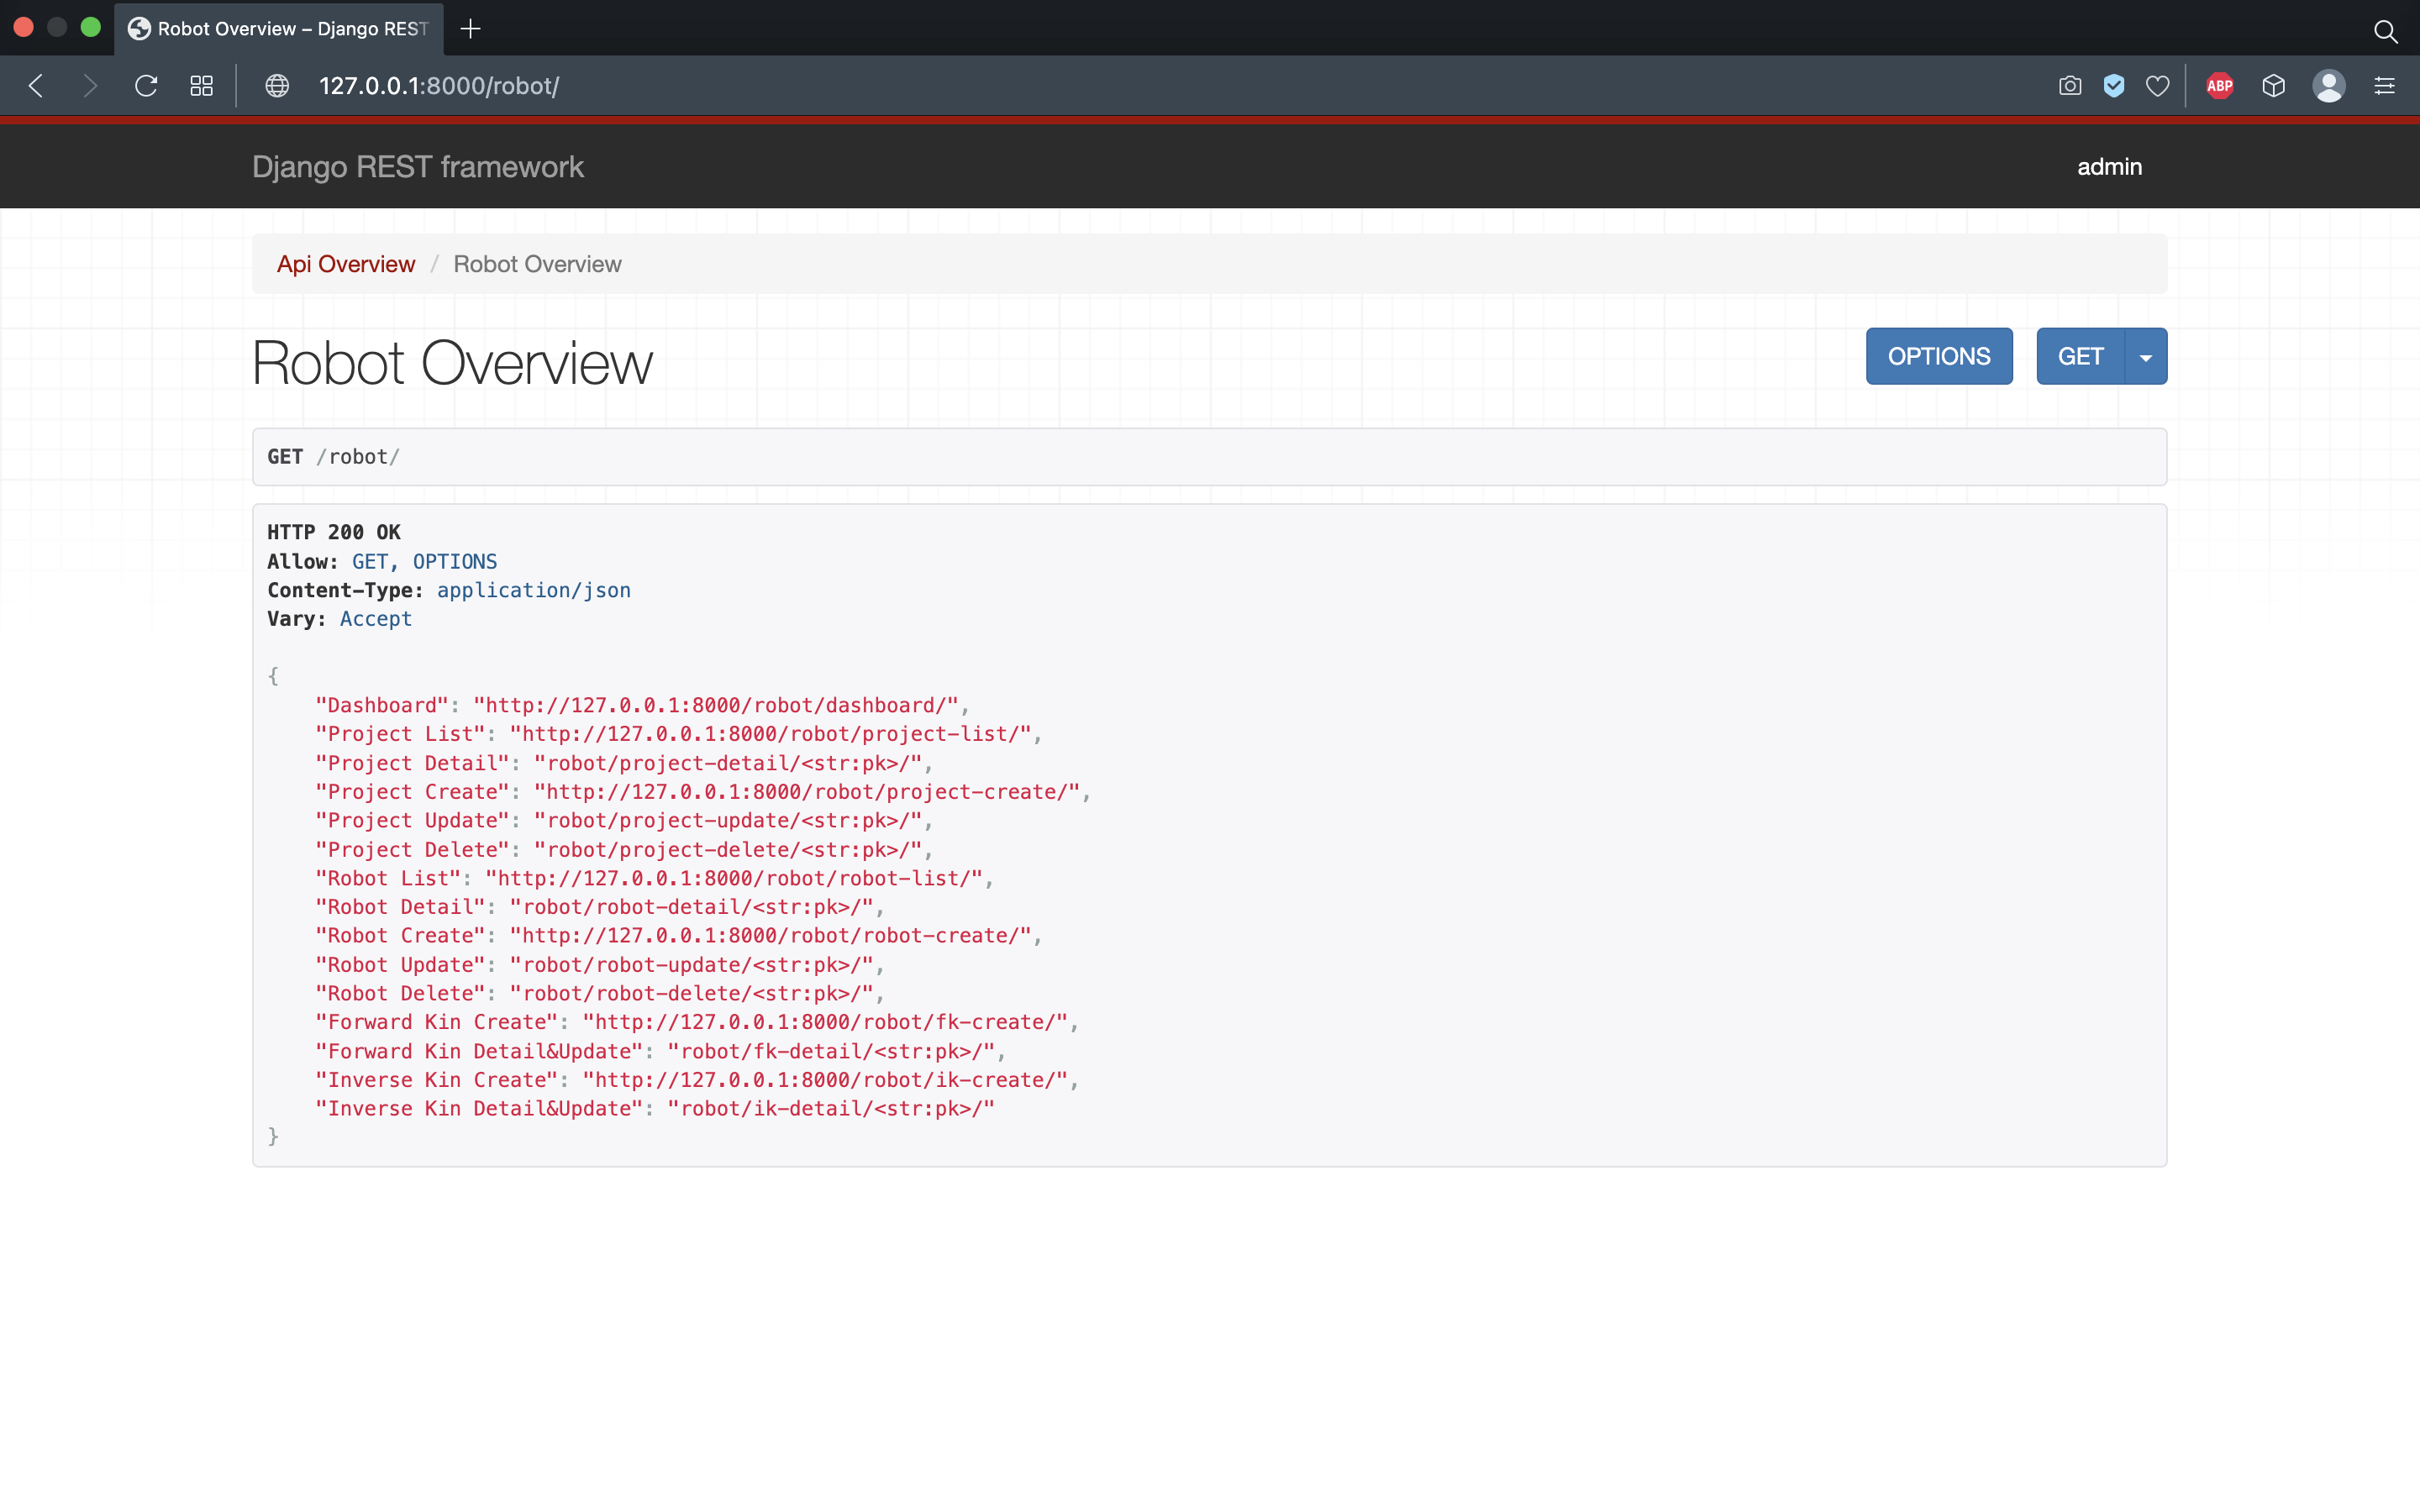 Robot Overview – Django REST
127.0.0.1:8000/robot/
ABP
Django REST framework
admin
Api Overview / Robot Overview
Robot Overview
OPTIONS
GET
GET /robot/
HTTP 200 OK
Allow: GET, OPTIONS
Content-Type: application/json
Vary: Accept
{
    "Dashboard": "http://127.0.0.1:8000/robot/dashboard/",
    "Project List": "http://127.0.0.1:8000/robot/project-list/",
    "Project Detail": "robot/project-detail/<str:pk>/",
    "Project Create": "http://127.0.0.1:8000/robot/project-create/",
    "Project Update": "robot/project-update/<str:pk>/",
    "Project Delete": "robot/project-delete/<str:pk>/",
    "Robot List": "http://127.0.0.1:8000/robot/robot-list/",
    "Robot Detail": "robot/robot-detail/<str:pk>/",
    "Robot Create": "http://127.0.0.1:8000/robot/robot-create/",
    "Robot Update": "robot/robot-update/<str:pk>/",
    "Robot Delete": "robot/robot-delete/<str:pk>/",
    "Forward Kin Create": "http://127.0.0.1:8000/robot/fk-create/",
    "Forward Kin Detail&Update": "robot/fk-detail/<str:pk>/",
    "Inverse Kin Create": "http://127.0.0.1:8000/robot/ik-create/",
    "Inverse Kin Detail&Update": "robot/ik-detail/<str:pk>/"
}